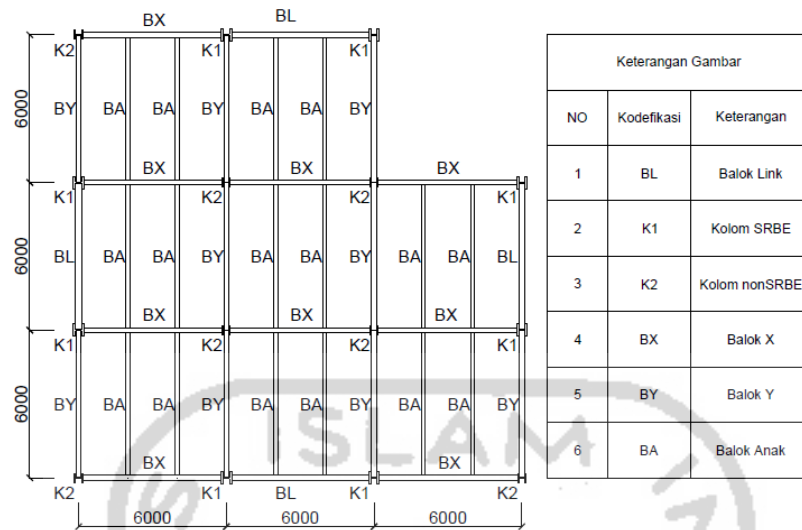 BX BL
K2 K1 K1
6000 BY BA BA BY BA BA BY
BX BX BX
K1 K2 K2 K1
6000 BL BA BA BY BA BA BY BA BA BL
BX BX BX
K1 K2 K2 K1
6000 BY BA BA BY BA BA BY BA BA BY
BX BX
K2 K1 BL K1 K2
6000 6000 6000
Keterangan Gambar
NO Kodefikasi Keterangan
1 BL Balok Link
2 K1 Kolom SRBE
3 K2 Kolom nonSRBE
4 BX Balok X
5 BY Balok Y
6 BA Balok Anak
ISLAM